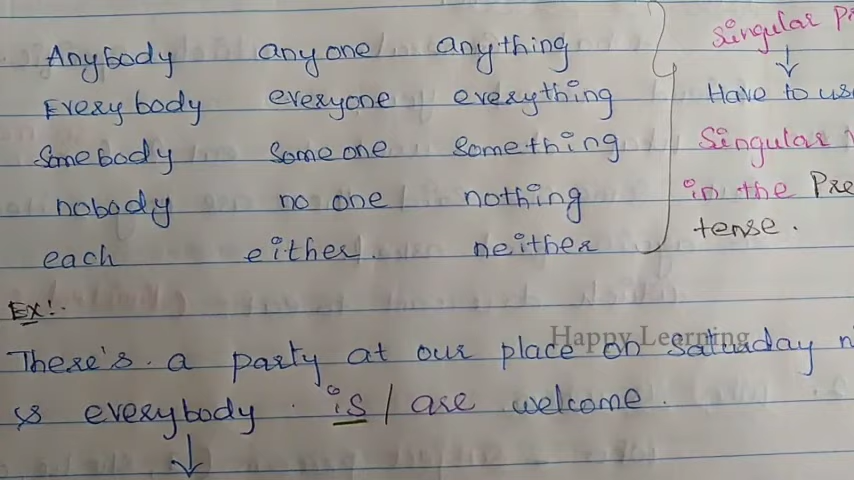 Anybody anyone anything
Everybody everyone everything
Somebody someone something
nobody no one nothing
each either. neither
Singular
↓
Have to
Singular
in the
tense.
Ex:-
There's a party at our place on Saturday
& everybody. is / are welcome.
↓
Happy Learning